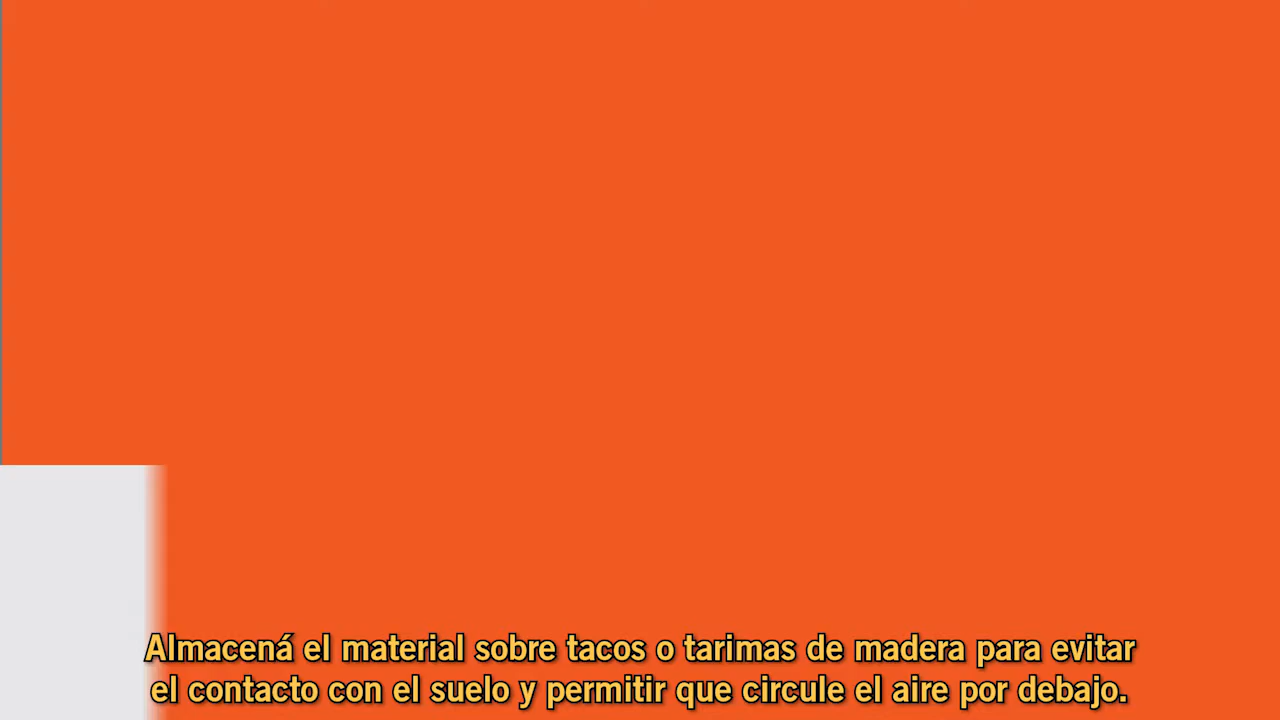 Almacená el material sobre tacos o tarimas de madera para evitar
el contacto con el suelo y permitir que circule el aire por debajo.